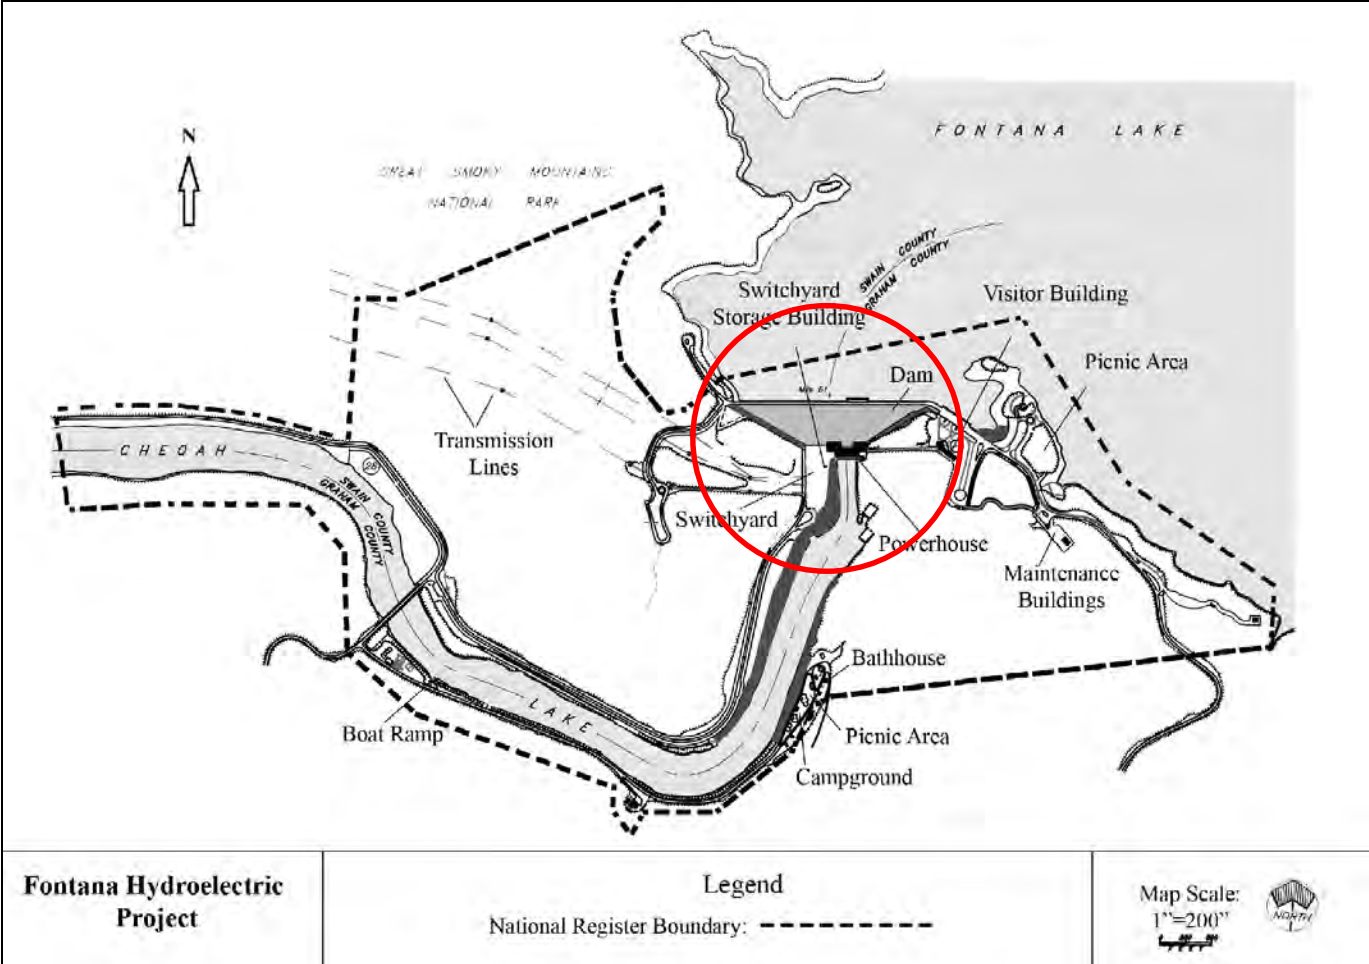 FONTANA LAKE
N
GREAT SMOKY MOUNTAINS
NATIONAL PARK
SWAIN COUNTY
GRAHAM COUNTY
Switchyard
Storage Building
Visitor Building
Picnic Area
Dam
Transmission
Lines
CHEOAH
28
SWAIN COUNTY
GRAHAM COUNTY
Switchyard
Powerhouse
Maintenance
Buildings
Bathhouse
LAKE
Boat Ramp
Picnic Area
Campground
Fontana Hydroelectric
Project
Legend
National Register Boundary:
Map Scale:
1"=200"
NORTH